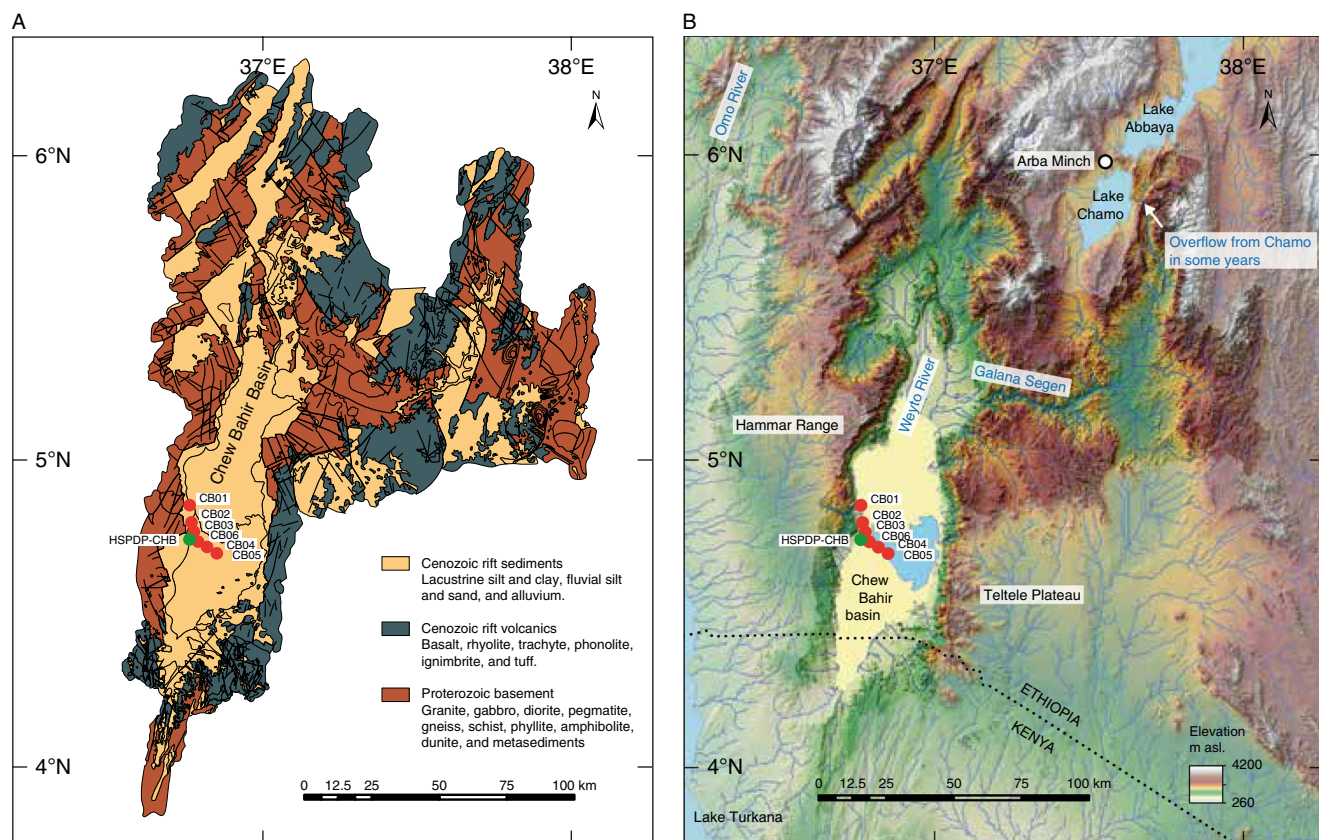 A
37°E
38°E
N
6°N
5°N
4°N
Chew Bahir Basin
CB01
CB02
CB03
CB06
HSPDP-CHB
CB04
CB05
Cenozoic rift sediments
Lacustrine silt and clay, fluvial silt
and sand, and alluvium.
Cenozoic rift volcanics
Basalt, rhyolite, trachyte, phonolite,
ignimbrite, and tuff.
Proterozoic basement
Granite, gabbro, diorite, pegmatite,
gneiss, schist, phyllite, amphibolite,
dunite, and metasediments
0 12.5 25 50 75 100 km
B
37°E
38°E
N
Omo River
Lake
Abbaya
6°N
Arba Minch
Lake
Chamo
Overflow from Chamo
in some years
Weyto River
Galana Segen
Hammar Range
5°N
CB01
CB02
CB03
CB06
HSPDP-CHB
CB04
CB05
Chew
Bahir
basin
Teltele Plateau
ETHIOPIA
KENYA
Elevation
m asl.
4200
260
4°N
0 12.5 25 50 75 100 km
Lake Turkana